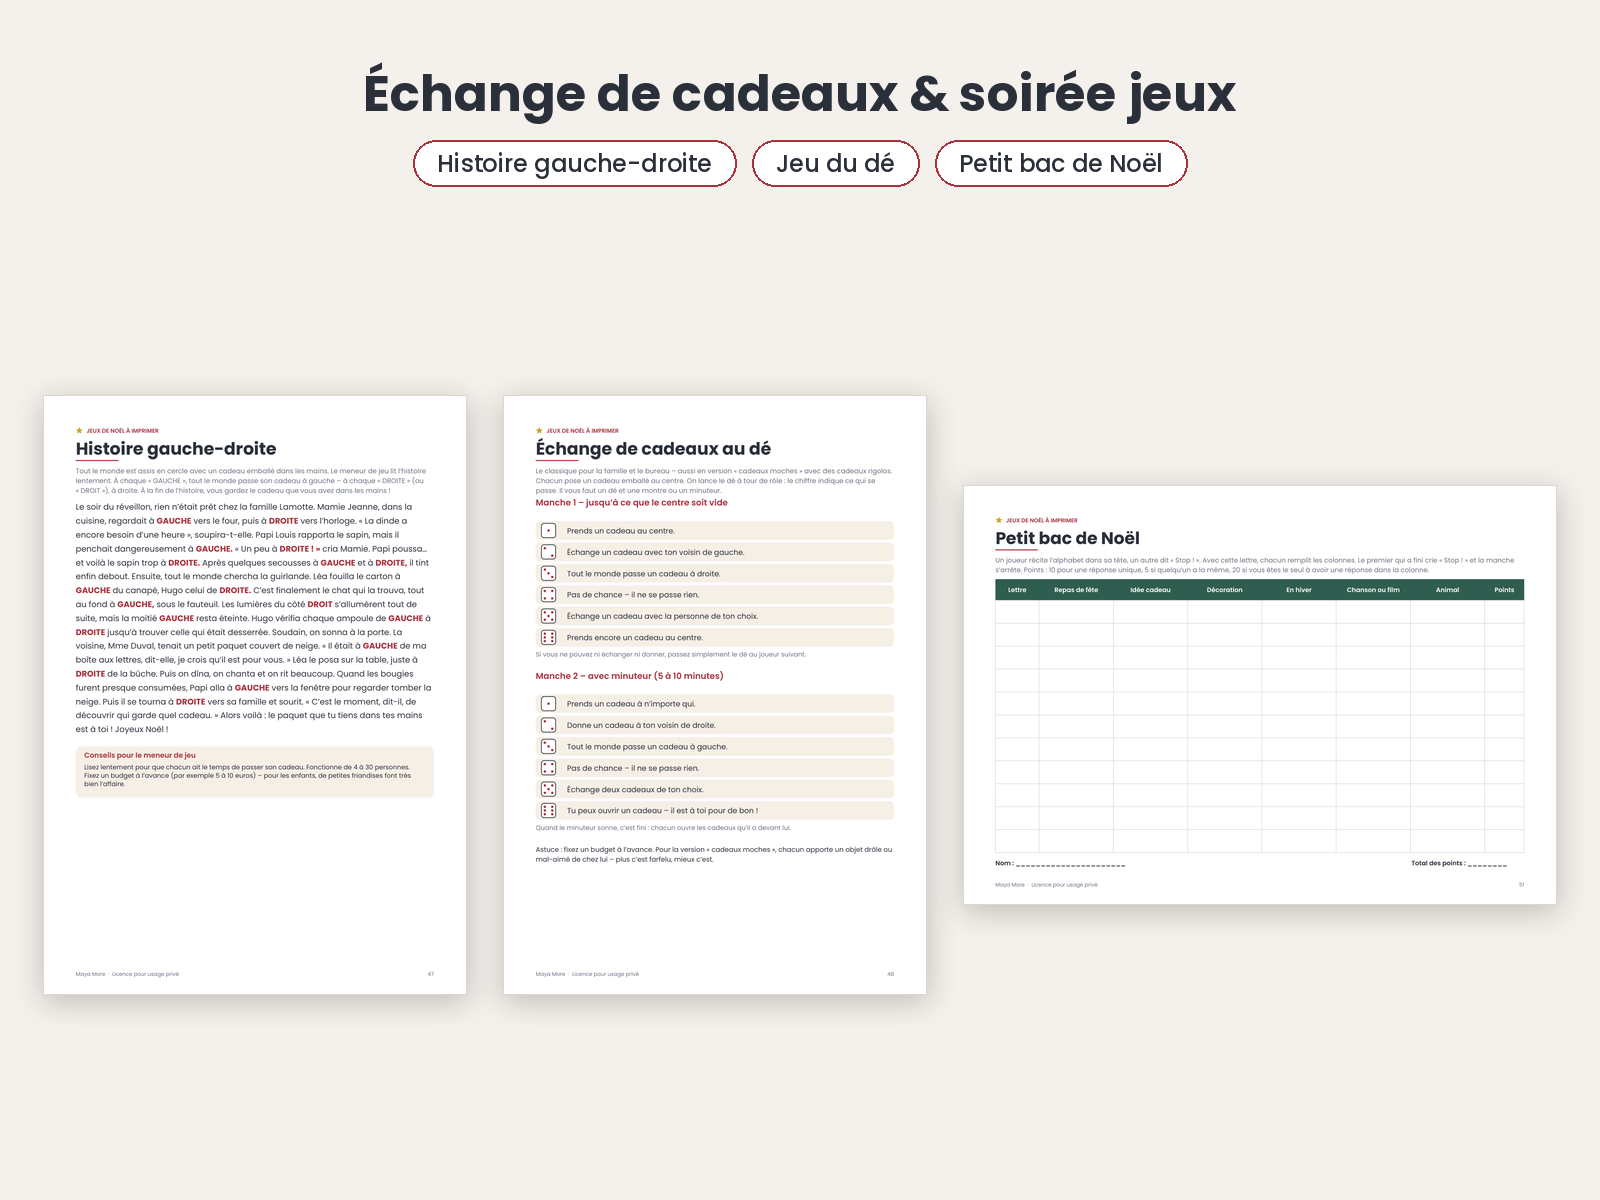 Échange de cadeaux & soirée jeux
Histoire gauche-droite
Jeu du dé
Petit bac de Noël
JEUX DE NOËL À IMPRIMER
Histoire gauche-droite
Tout le monde est assis en cercle avec un cadeau emballé dans les mains. Le meneur de jeu lit l'histoire
lentement. À chaque « GAUCHE », tout le monde passe son cadeau à gauche – à chaque « DROITE » (ou
« DROIT »), à droite. À la fin de l'histoire, vous gardez le cadeau que vous avez dans les mains !
Le soir du réveillon, rien n'était prêt chez la famille Lamotte. Mamie Jeanne, dans la
cuisine, regardait à GAUCHE vers le four, puis à DROITE vers l'horloge. « La dinde a
encore besoin d'une heure », soupira-t-elle. Papi Louis rapporta le sapin, mais il
penchait dangereusement à GAUCHE. « Un peu à DROITE ! » cria Mamie. Papi poussa…
et voilà le sapin trop à DROITE. Après quelques secousses à GAUCHE et à DROITE, il tint
enfin debout. Ensuite, tout le monde chercha la guirlande. Léa fouilla le carton à
GAUCHE du canapé, Hugo celui de DROITE. C'est finalement le chat qui la trouva, tout
au fond à GAUCHE, sous le fauteuil. Les lumières du côté DROIT s'allumèrent tout de
suite, mais la moitié GAUCHE resta éteinte. Hugo vérifia chaque ampoule de GAUCHE à
DROITE jusqu'à trouver celle qui était desserrée. Soudain, on sonna à la porte. La
voisine, Mme Duval, tenait un petit paquet couvert de neige. « Il était à GAUCHE de ma
boîte aux lettres, dit-elle, je crois qu'il est pour vous. » Léa le posa sur la table, juste à
DROITE de la bûche. Puis on dîna, on chanta et on rit beaucoup. Quand les bougies
furent presque consumées, Papi alla à GAUCHE vers la fenêtre pour regarder tomber la
neige. Puis il se tourna à DROITE vers sa famille et sourit. « C'est le moment, dit-il, de
découvrir qui garde quel cadeau. » Alors voilà : le paquet que tu tiens dans tes mains
est à toi ! Joyeux Noël !
Conseils pour le meneur de jeu
Lisez lentement pour que chacun ait le temps de passer son cadeau. Fonctionne de 4 à 30 personnes.
Fixez un budget à l'avance (par exemple 5 à 10 euros) – pour les enfants, de petites friandises font très
bien l'affaire.
Maya More · Licence pour usage privé
47
JEUX DE NOËL À IMPRIMER
Échange de cadeaux au dé
Le classique pour la famille et le bureau – aussi en version « cadeaux moches » avec des cadeaux rigolos.
Chacun pose un cadeau emballé au centre. On lance le dé à tour de rôle : le chiffre indique ce qui se
passe. Il vous faut un dé et une montre ou un minuteur.
Manche 1 – jusqu'à ce que le centre soit vide
Prends un cadeau au centre.
Échange un cadeau avec ton voisin de gauche.
Tout le monde passe un cadeau à droite.
Pas de chance – il ne se passe rien.
Échange un cadeau avec la personne de ton choix.
Prends encore un cadeau au centre.
Si vous ne pouvez ni échanger ni donner, passez simplement le dé au joueur suivant.
Manche 2 – avec minuteur (5 à 10 minutes)
Prends un cadeau à n'importe qui.
Donne un cadeau à ton voisin de droite.
Tout le monde passe un cadeau à gauche.
Pas de chance – il ne se passe rien.
Échange deux cadeaux de ton choix.
Tu peux ouvrir un cadeau – il est à toi pour de bon !
Quand le minuteur sonne, c'est fini : chacun ouvre les cadeaux qu'il a devant lui.
Astuce : fixez un budget à l'avance. Pour la version « cadeaux moches », chacun apporte un objet drôle ou
mal-aimé de chez lui – plus c'est farfelu, mieux c'est.
Maya More · Licence pour usage privé
48
JEUX DE NOËL À IMPRIMER
Petit bac de Noël
Un joueur récite l'alphabet dans sa tête, un autre dit « Stop ! ». Avec cette lettre, chacun remplit les colonnes. Le premier qui a fini crie « Stop ! » et la manche
s'arrête. Points : 10 pour une réponse unique, 5 si quelqu'un a la même, 20 si vous êtes le seul à avoir une réponse dans la colonne.
Lettre Repas de fête Idée cadeau Décoration En hiver Chanson ou film Animal Points
Nom : _____________________ Total des points : ________
Maya More · Licence pour usage privé
51